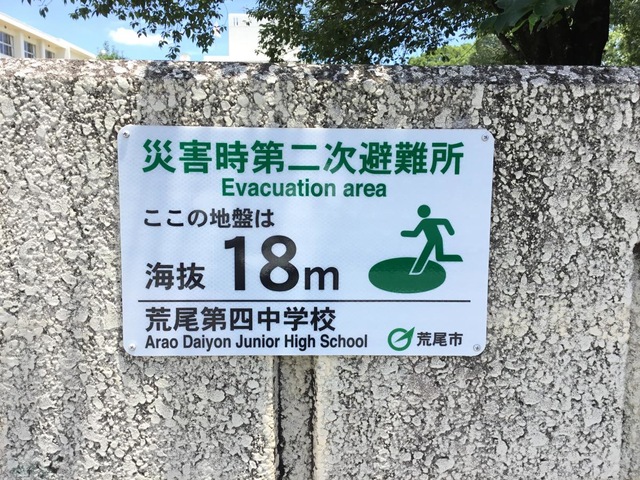 災害時第二次避難所
Evacuation area
ここの地盤は
海抜 18m
荒尾第四中学校
Arao Daiyon Junior High School
荒尾市